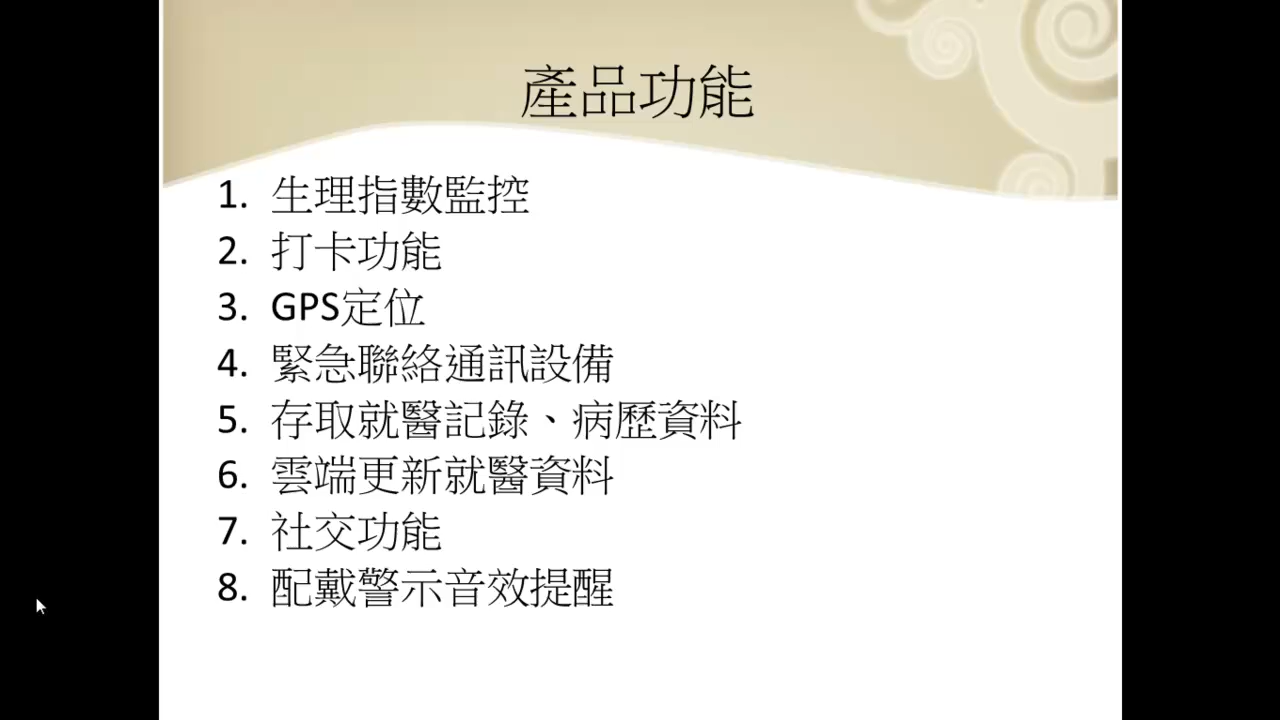 產品功能
1. 生理指數監控
2. 打卡功能
3. GPS定位
4. 緊急聯絡通訊設備
5. 存取就醫記錄、病歷資料
6. 雲端更新就醫資料
7. 社交功能
8. 配戴警示音效提醒